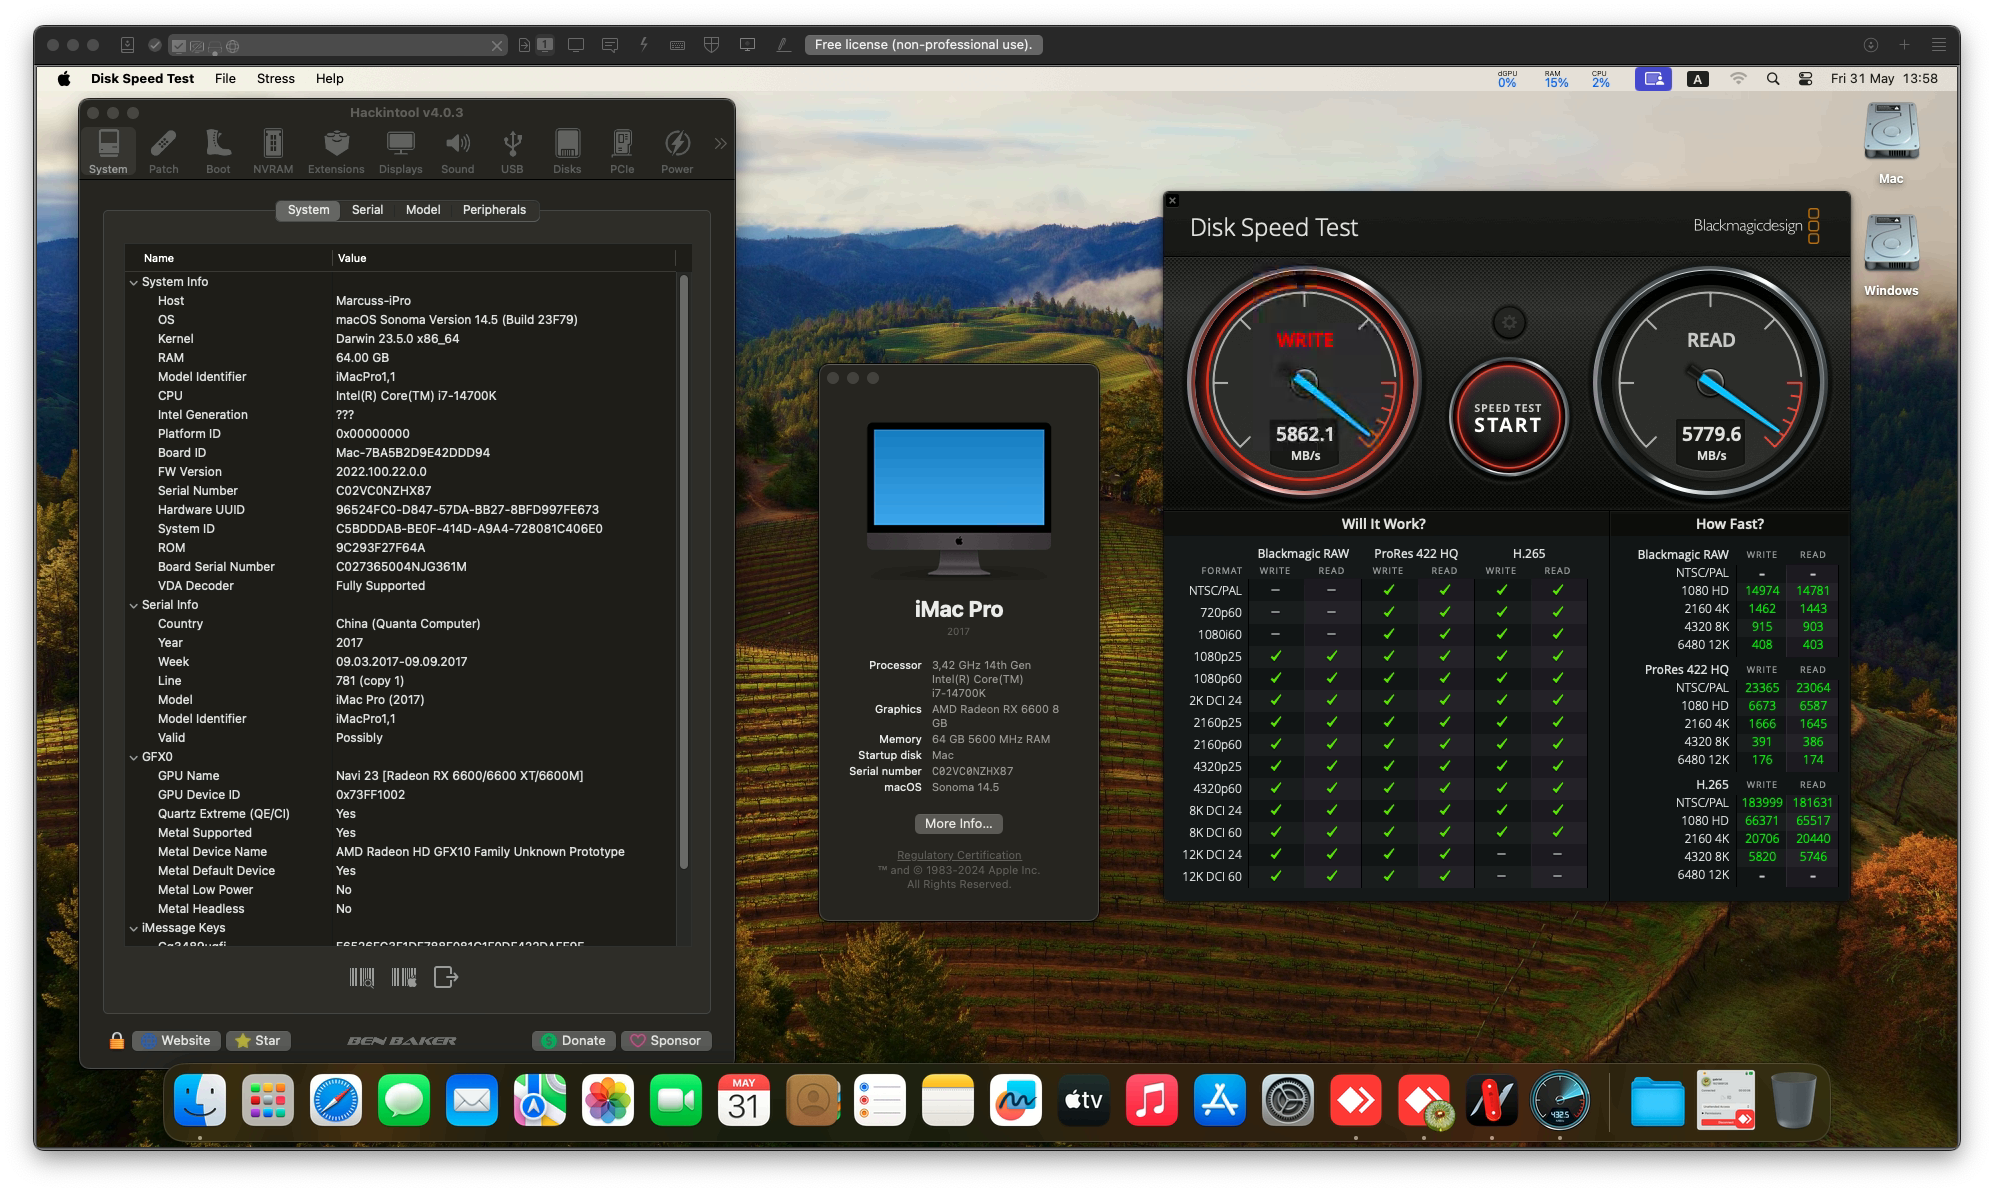 1
Free license (non-professional use).
Disk Speed Test File Stress Help
dGPU 0% RAM 15% CPU 2% A Fri 31 May 13:58
Hackintool v4.0.3
System Patch Boot NVRAM Extensions Displays Sound USB Disks PCIe Power
System Serial Model Peripherals
Name Value
System Info
Host Marcuss-iPro
OS macOS Sonoma Version 14.5 (Build 23F79)
Kernel Darwin 23.5.0 x86_64
RAM 64.00 GB
Model Identifier iMacPro1,1
CPU Intel(R) Core(TM) i7-14700K
Intel Generation ???
Platform ID 0x00000000
Board ID Mac-7BA5B2D9E42DDD94
FW Version 2022.100.22.0.0
Serial Number C02VC0NZHX87
Hardware UUID 96524FC0-D847-57DA-BB27-8BFD997FE673
System ID C5BDDDAB-BE0F-414D-A9A4-728081C406E0
ROM 9C293F27F64A
Board Serial Number C027365004NJG361M
VDA Decoder Fully Supported
Serial Info
Country China (Quanta Computer)
Year 2017
Week 09.03.2017-09.09.2017
Line 781 (copy 1)
Model iMac Pro (2017)
Model Identifier iMacPro1,1
Valid Possibly
GFX0
GPU Name Navi 23 [Radeon RX 6600/6600 XT/6600M]
GPU Device ID 0x73FF1002
Quartz Extreme (QE/CI) Yes
Metal Supported Yes
Metal Device Name AMD Radeon HD GFX10 Family Unknown Prototype
Metal Default Device Yes
Metal Low Power No
Metal Headless No
iMessage Keys
Website Star BEN BAKER Donate Sponsor
iMac Pro
2017
Processor 3,42 GHz 14th Gen
Intel(R) Core(TM)
i7-14700K
Graphics AMD Radeon RX 6600 8
GB
Memory 64 GB 5600 MHz RAM
Startup disk Mac
Serial number C02VC0NZHX87
macOS Sonoma 14.5
More Info...
Regulatory Certification
™ and © 1983-2024 Apple Inc.
All Rights Reserved.
Disk Speed Test
Blackmagicdesign
WRITE
5862.1
MB/s
SPEED TEST
START
READ
5779.6
MB/s
Will It Work?
Blackmagic RAW ProRes 422 HQ H.265
FORMAT WRITE READ WRITE READ WRITE READ
NTSC/PAL – – ✓ ✓ ✓ ✓
720p60 – – ✓ ✓ ✓ ✓
1080i60 – – ✓ ✓ ✓ ✓
1080p25 ✓ ✓ ✓ ✓ ✓ ✓
1080p60 ✓ ✓ ✓ ✓ ✓ ✓
2K DCI 24 ✓ ✓ ✓ ✓ ✓ ✓
2160p25 ✓ ✓ ✓ ✓ ✓ ✓
2160p60 ✓ ✓ ✓ ✓ ✓ ✓
4320p25 ✓ ✓ ✓ ✓ ✓ ✓
4320p60 ✓ ✓ ✓ ✓ ✓ ✓
8K DCI 24 ✓ ✓ ✓ ✓ ✓ ✓
8K DCI 60 ✓ ✓ ✓ ✓ ✓ ✓
12K DCI 24 ✓ ✓ ✓ ✓ – –
12K DCI 60 ✓ ✓ ✓ ✓ – –
How Fast?
Blackmagic RAW WRITE READ
NTSC/PAL - -
1080 HD 14974 14781
2160 4K 1462 1443
4320 8K 915 903
6480 12K 408 403
ProRes 422 HQ WRITE READ
NTSC/PAL 23365 23064
1080 HD 6673 6587
2160 4K 1666 1645
4320 8K 391 386
6480 12K 176 174
H.265 WRITE READ
NTSC/PAL 183999 181631
1080 HD 66371 65517
2160 4K 20706 20440
4320 8K 5820 5746
6480 12K - -
Mac
Windows
MAY
31
tv